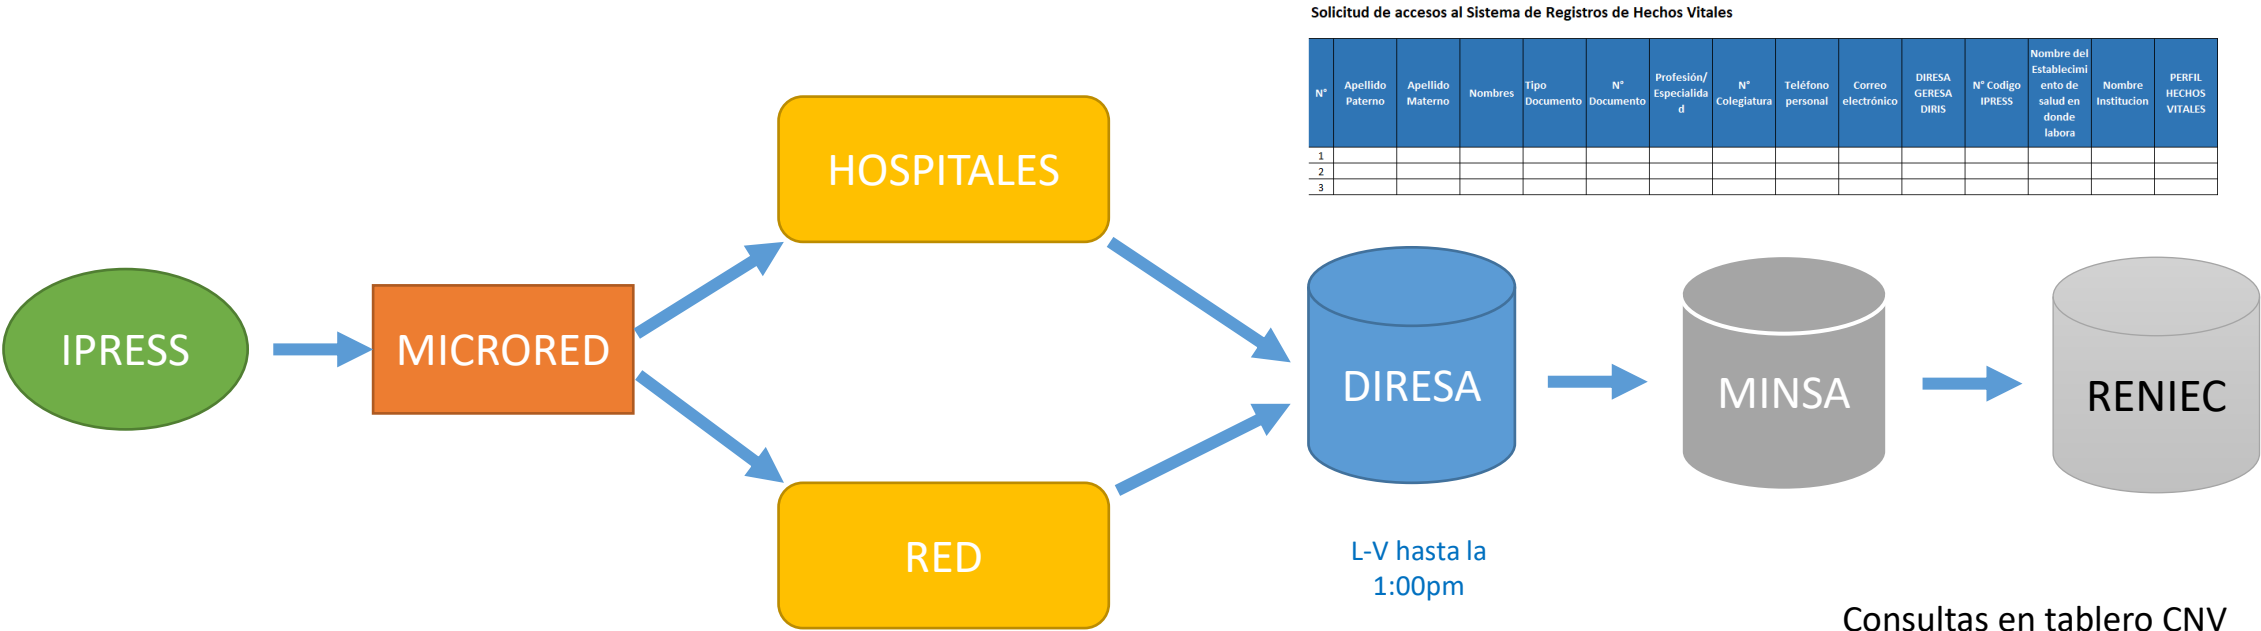 Solicitud de accesos al Sistema de Registros de Hechos Vitales
N°
Apellido
Paterno
Apellido
Materno
Nombres
Tipo
Documento
N°
Documento
Profesión/
Especialida
d
N°
Colegiatura
Teléfono
personal
Correo
electrónico
DIRESA
GERESA
DIRIS
N° Codigo
IPRESS
Nombre del
Establecimi
ento de
salud en
donde
labora
Nombre
Institucion
PERFIL
HECHOS
VITALES
1
2
3
HOSPITALES
IPRESS
MICRORED
RED
DIRESA
MINSA
RENIEC
L-V hasta la
1:00pm
Consultas en tablero CNV